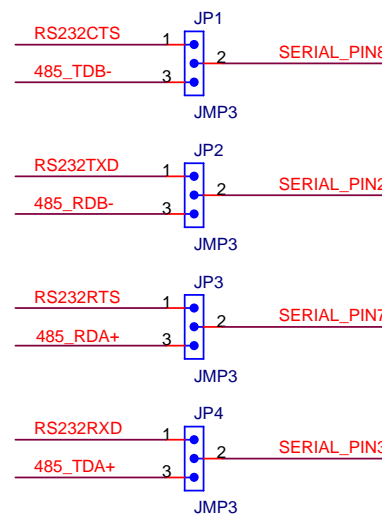 JP1
RS232CTS
1
2
SERIAL_PIN8
485_TDB-
3
JMP3
JP2
RS232TXD
1
2
SERIAL_PIN2
485_RDB-
3
JMP3
JP3
RS232RTS
1
2
SERIAL_PIN7
485_RDA+
3
JMP3
JP4
RS232RXD
1
2
SERIAL_PIN3
485_TDA+
3
JMP3